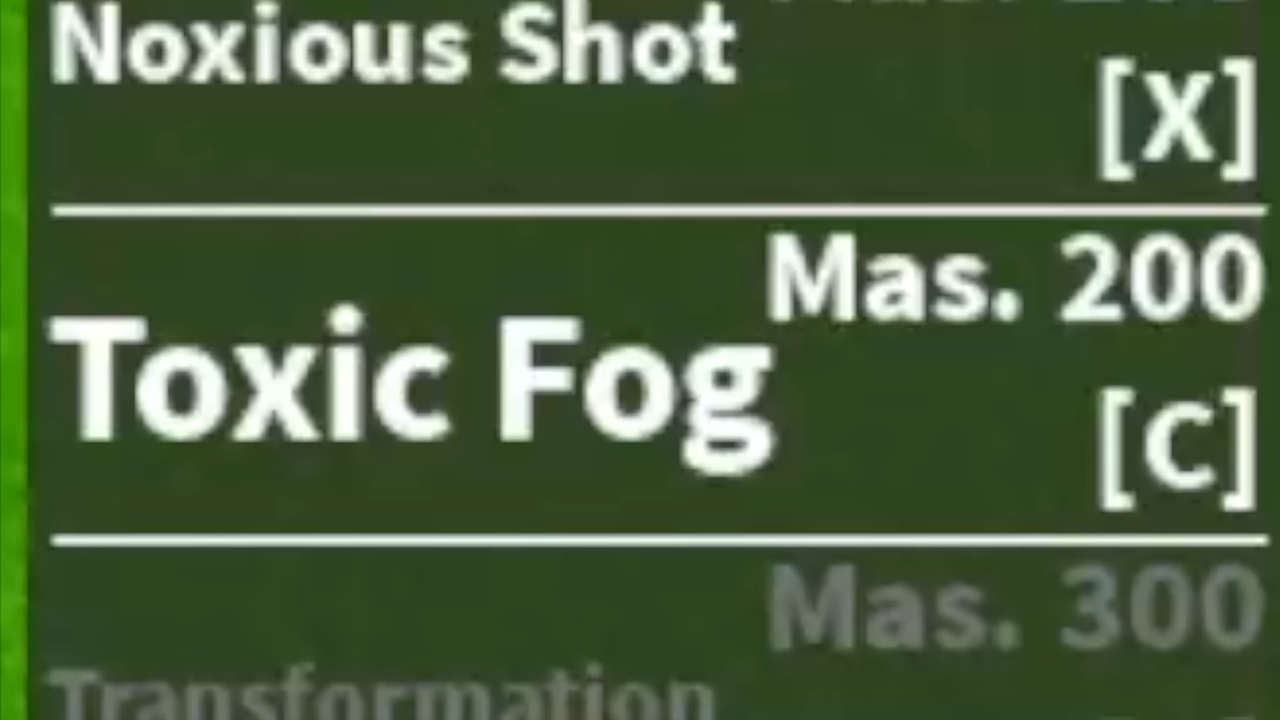 Noxious Shot
[X]
Mas. 200
Toxic Fog
[C]
Mas. 300
Transformation